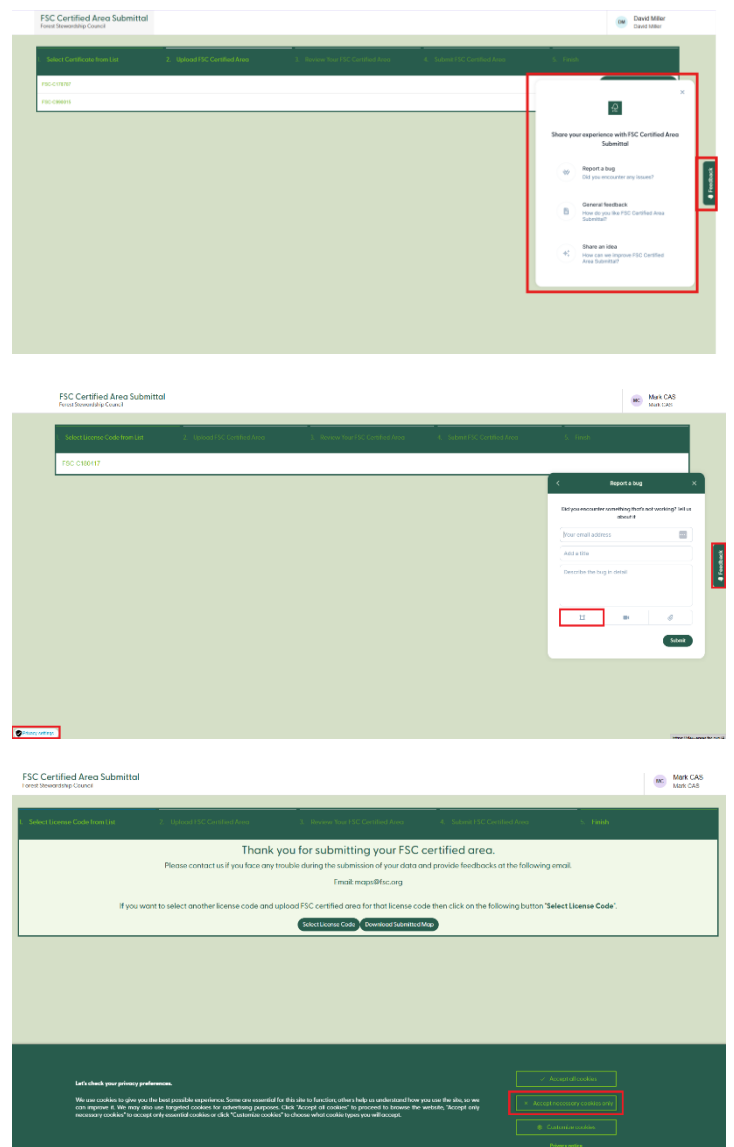 FSC Certified Area Submittal
Forest Stewardship Council
DM
David Miller
David Miller
1. Select Certificate from List
2. Upload FSC Certified Area
3. Review Your FSC Certified Area
4. Submit FSC Certified Area
5. Finish
Share your experience with FSC Certified Area
Submittal
Report a bug
Did you encounter any issues?
General feedback
How do you like FSC Certified Area
Submittal?
Share an idea
How can we improve FSC Certified
Area Submittal?
Feedback
FSC Certified Area Submittal
Forest Stewardship Council
MC
Mark CAS
Mark CAS
1. Select License Code from List
2. Upload FSC Certified Area
3. Review Your FSC Certified Area
4. Submit FSC Certified Area
5. Finish
Report a bug
Did you encounter something that's not working? Tell us
about it
Your email address
Add a title
Describe the bug in detail
Submit
Feedback
Privacy settings
FSC Certified Area Submittal
Forest Stewardship Council
MC
Mark CAS
Mark CAS
1. Select License Code from List
2. Upload FSC Certified Area
3. Review Your FSC Certified Area
4. Submit FSC Certified Area
5. Finish
Thank you for submitting your FSC certified area.
Please contact us if you face any trouble during the submission of your data and provide feedbacks at the following email.
Email: maps@fsc.org
If you want to select another license code and upload FSC certified area for that license code then click on the following button "Select License Code".
Select License Code
Download Submitted Map
Let's check your privacy preferences.
We use cookies to give you the best possible experience. Some are essential for this site to function; others help us understand how you use the site, so we
can improve it. We may also use targeted cookies for advertising purposes. Click "Accept all cookies" to proceed to browse the website, "Accept only
necessary cookies" to accept only essential cookies or click "Customize cookies" to choose what cookie types you will accept.
Accept all cookies
Accept necessary cookies only
Customize cookies
Privacy notice